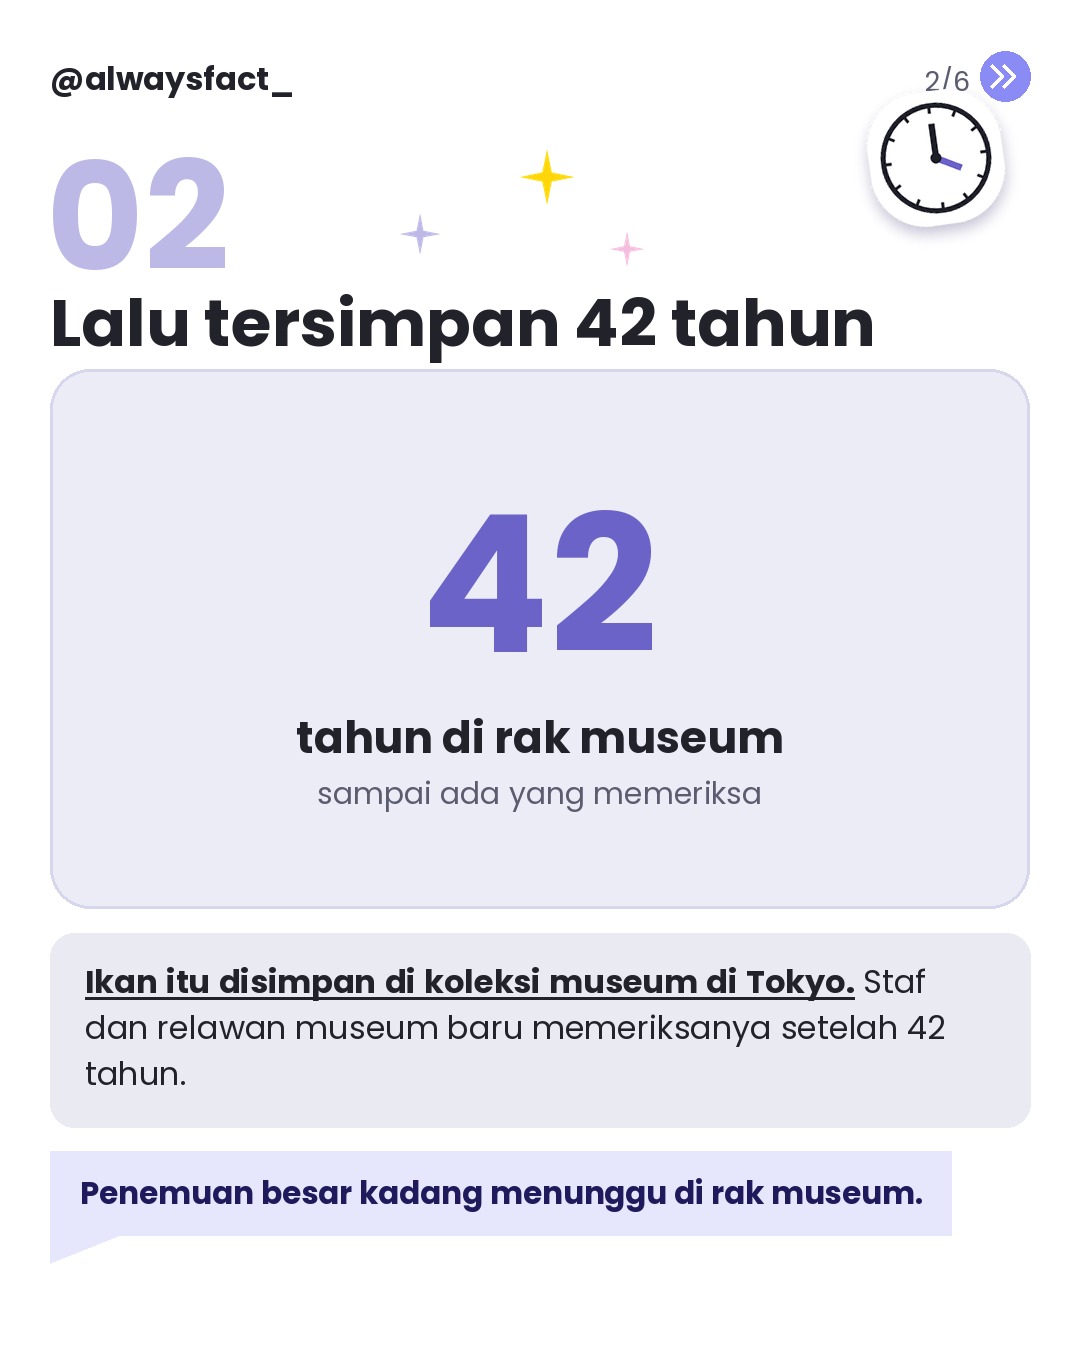 @alwaysfact_
2/6
02
Lalu tersimpan 42 tahun
42
tahun di rak museum
sampai ada yang memeriksa
Ikan itu disimpan di koleksi museum di Tokyo. Staf
dan relawan museum baru memeriksanya setelah 42
tahun.
Penemuan besar kadang menunggu di rak museum.